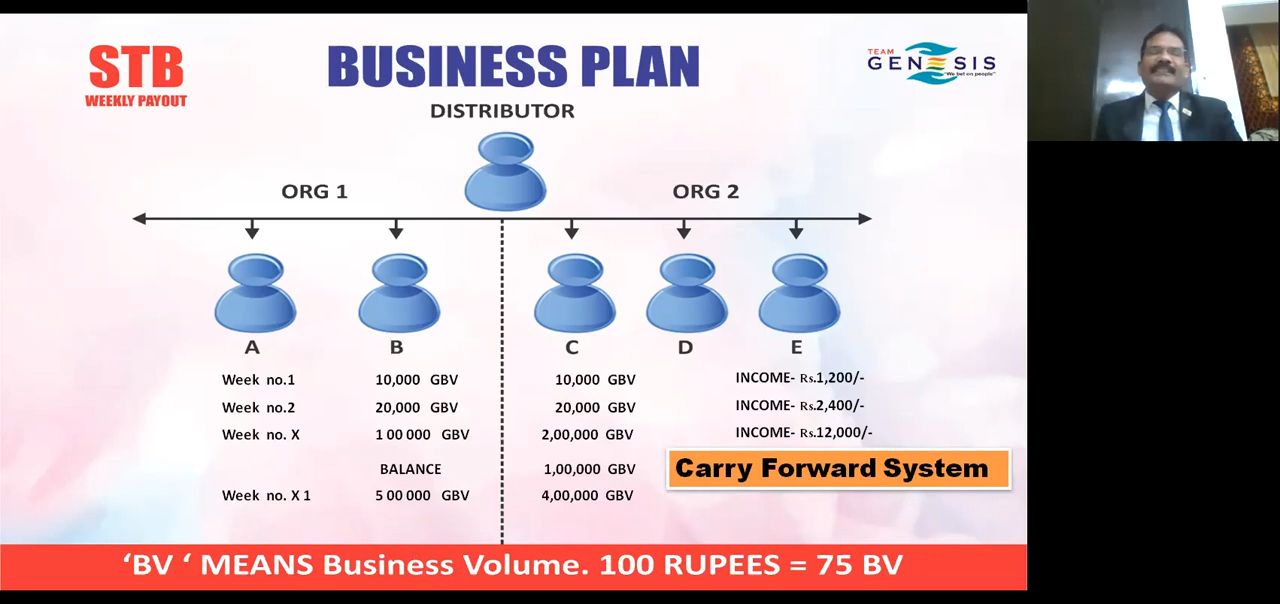 STB
WEEKLY PAYOUT
BUSINESS PLAN
DISTRIBUTOR
TEAM
GENESIS
"We bet on people"
ORG 1
ORG 2
A B C D E
Week no.1 10,000 GBV 10,000 GBV INCOME- Rs.1,200/-
Week no.2 20,000 GBV 20,000 GBV INCOME- Rs.2,400/-
Week no. X 1 00 000 GBV 2,00,000 GBV INCOME- Rs.12,000/-
BALANCE 1,00,000 GBV
Carry Forward System
Week no. X 1 5 00 000 GBV 4,00,000 GBV
‘BV ‘ MEANS Business Volume. 100 RUPEES = 75 BV